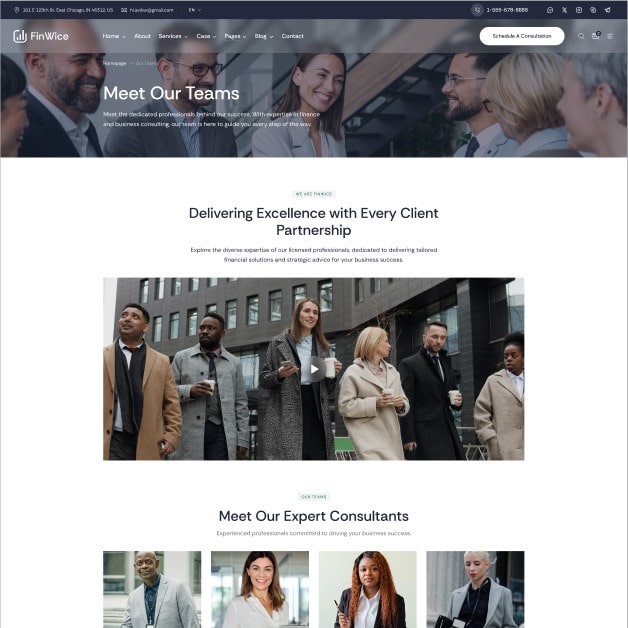 101 E 129th St, East Chicago, IN 46312, US
hiaviwx@gmail.com
EN
1-555-678-8888
FinWice
Home
About
Services
Case
Pages
Blog
Contact
Schedule A Consultation
Homepage
Our Teams
Meet Our Teams
Meet the dedicated professionals behind our success. With expertise in finance
and business consulting, our team is here to guide you every step of the way.
WE ARE FINWICE
Delivering Excellence with Every Client
Partnership
Explore the diverse expertise of our licensed professionals, dedicated to delivering tailored
financial solutions and strategic advice for your business success.
OUR TEAMS
Meet Our Expert Consultants
Experienced professionals committed to driving your business success.